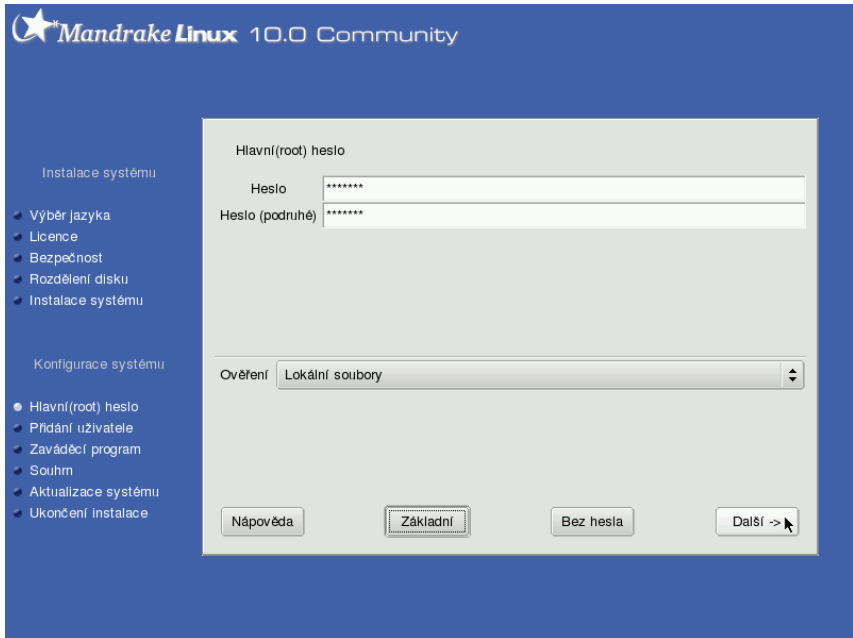 Mandrake Linux 10.0 Community
Instalace systému
Výběr jazyka
Licence
Bezpečnost
Rozdělení disku
Instalace systému
Konfigurace systému
Hlavní(root) heslo
Přidání uživatele
Zaváděcí program
Souhrn
Aktualizace systému
Ukončení instalace
Hlavní(root) heslo
Heslo *******
Heslo (podruhé) *******
Ověření Lokální soubory
Nápověda Základní Bez hesla Další ->